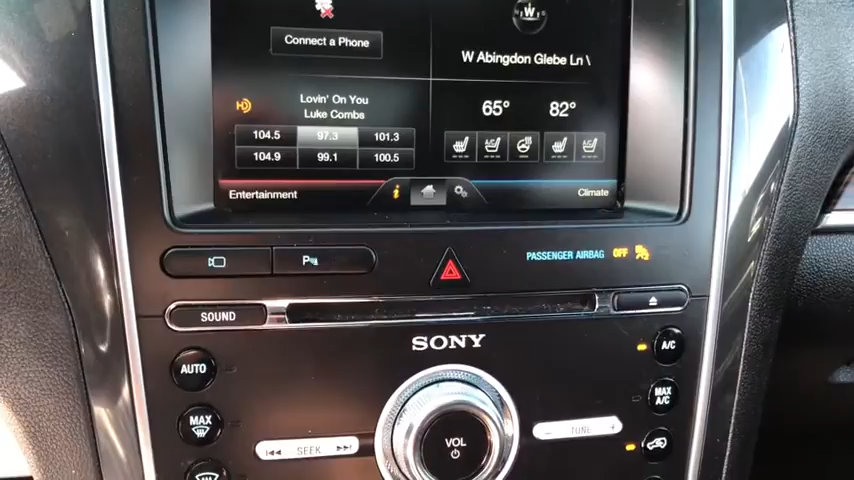 W
Connect a Phone
W Abingdon Glebe Ln \
HD
Lovin' On You
Luke Combs
65° 82°
104.5 97.3 101.3
104.9 99.1 100.5
A/C A/C
Entertainment
i
Climate
P
PASSENGER AIRBAG OFF
SOUND
SONY
AUTO
A/C
MAX
MAX A/C
VOL
SEEK
- TUNE +